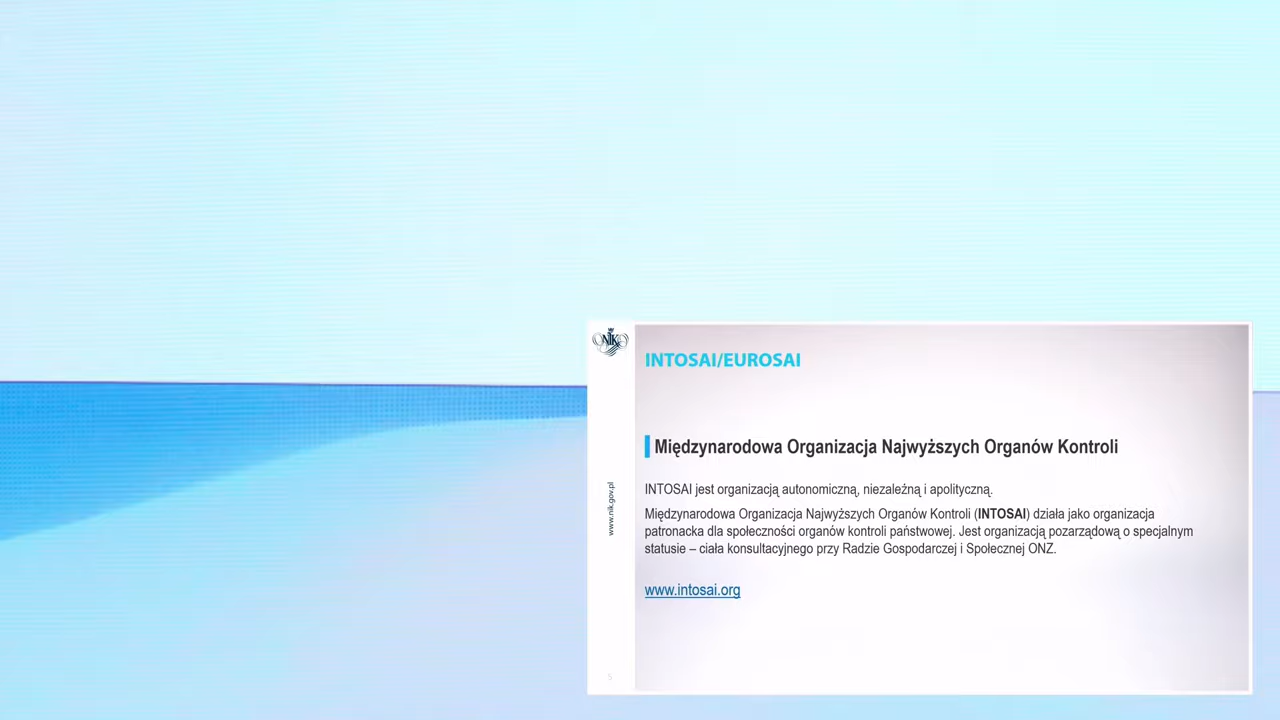 NIK
INTOSAI/EUROSAI
Międzynarodowa Organizacja Najwyższych Organów Kontroli
INTOSAI jest organizacją autonomiczną, niezależną i apolityczną.
Międzynarodowa Organizacja Najwyższych Organów Kontroli (INTOSAI) działa jako organizacja
patronacka dla społeczności organów kontroli państwowej. Jest organizacją pozarządową o specjalnym
statusie – ciała konsultacyjnego przy Radzie Gospodarczej i Społecznej ONZ.
www.intosai.org
www.nik.gov.pl
5